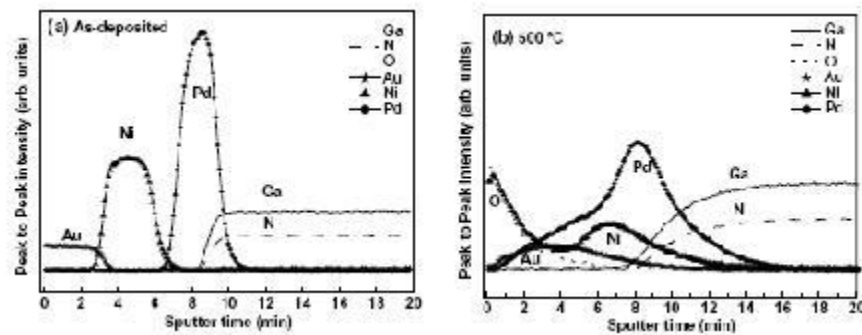 (a) As-deposited
Ga
N
O
Au
Ni
Pd
Pd
Ni
Ga
N
Au
Peak to Peak intensity (arb. units)
0 2 4 6 8 10 12 14 16 18 20
Sputter time (min)
(b) 500 °C
Ga
N
O
Au
Ni
Pd
Pd
Ga
O
N
Ni
Au
Peak to Peak Intensity (arb. units)
0 2 4 6 8 10 12 14 16 18 20
Sputter time (min)